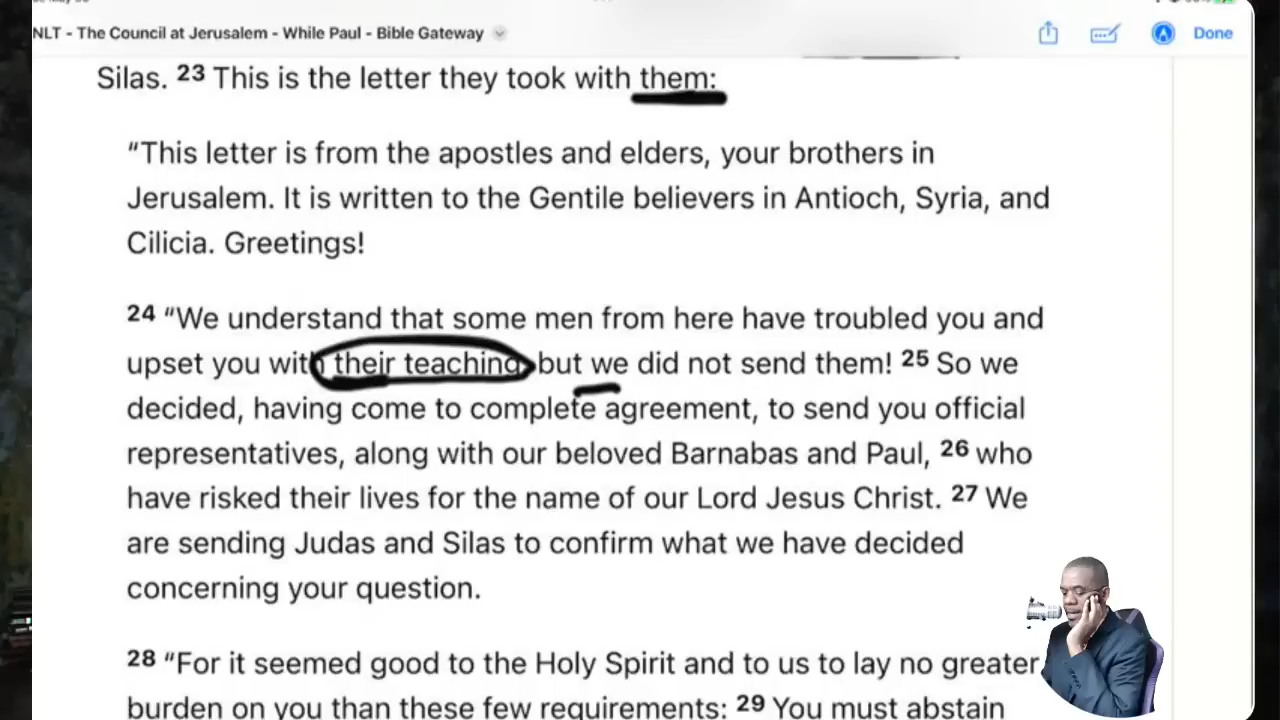 NLT - The Council at Jerusalem - While Paul - Bible Gateway
Done
Silas. 23 This is the letter they took with them:
“This letter is from the apostles and elders, your brothers in
Jerusalem. It is written to the Gentile believers in Antioch, Syria, and
Cilicia. Greetings!
24 “We understand that some men from here have troubled you and
upset you with their teaching, but we did not send them! 25 So we
decided, having come to complete agreement, to send you official
representatives, along with our beloved Barnabas and Paul, 26 who
have risked their lives for the name of our Lord Jesus Christ. 27 We
are sending Judas and Silas to confirm what we have decided
concerning your question.
28 “For it seemed good to the Holy Spirit and to us to lay no greater
burden on you than these few requirements: 29 You must abstain